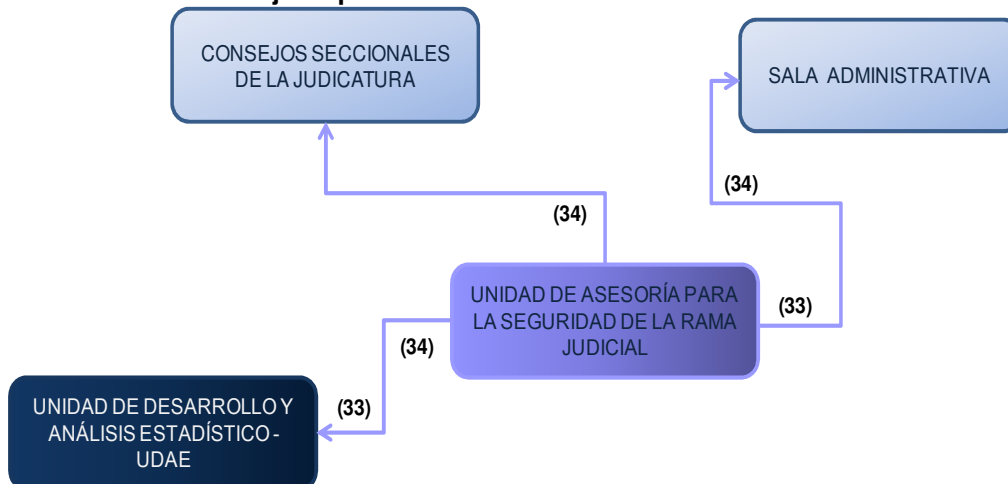 CONSEJOS SECCIONALES
DE LA JUDICATURA
SALA ADMINISTRATIVA
(34)
(34)
UNIDAD DE ASESORÍA PARA
LA SEGURIDAD DE LA RAMA
JUDICIAL
(33)
(34)
(33)
UNIDAD DE DESARROLLO Y
ANÁLISIS ESTADÍSTICO -
UDAE